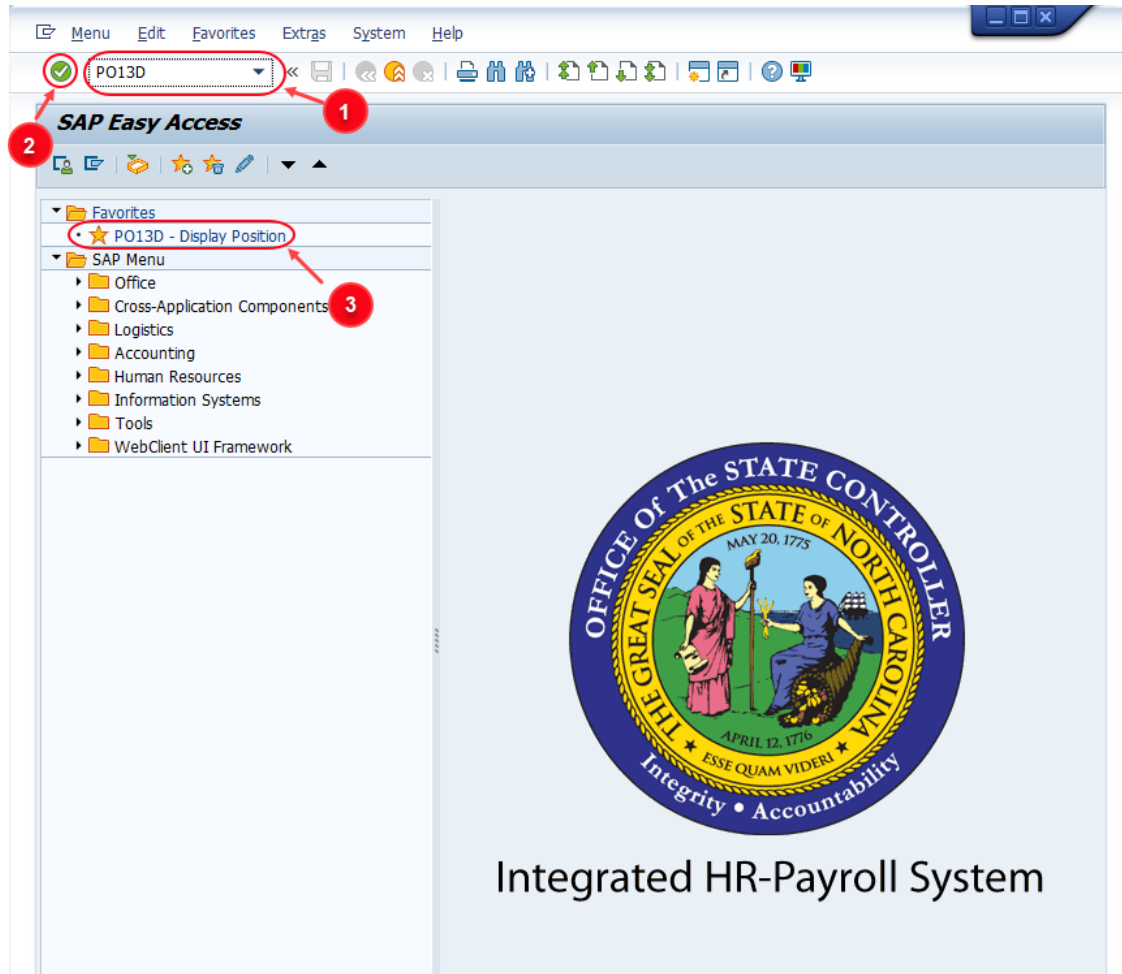 Menu Edit Favorites Extras System Help
PO13D
1
SAP Easy Access
2
Favorites
PO13D - Display Position
SAP Menu
Office
Cross-Application Components
3
Logistics
Accounting
Human Resources
Information Systems
Tools
WebClient UI Framework
OFFICE Of The STATE CONTROLLER
THE GREAT SEAL OF THE STATE OF NORTH CAROLINA
MAY 20, 1775
APRIL 12, 1776
ESSE QUAM VIDERI
Integrity • Accountability
Integrated HR-Payroll System